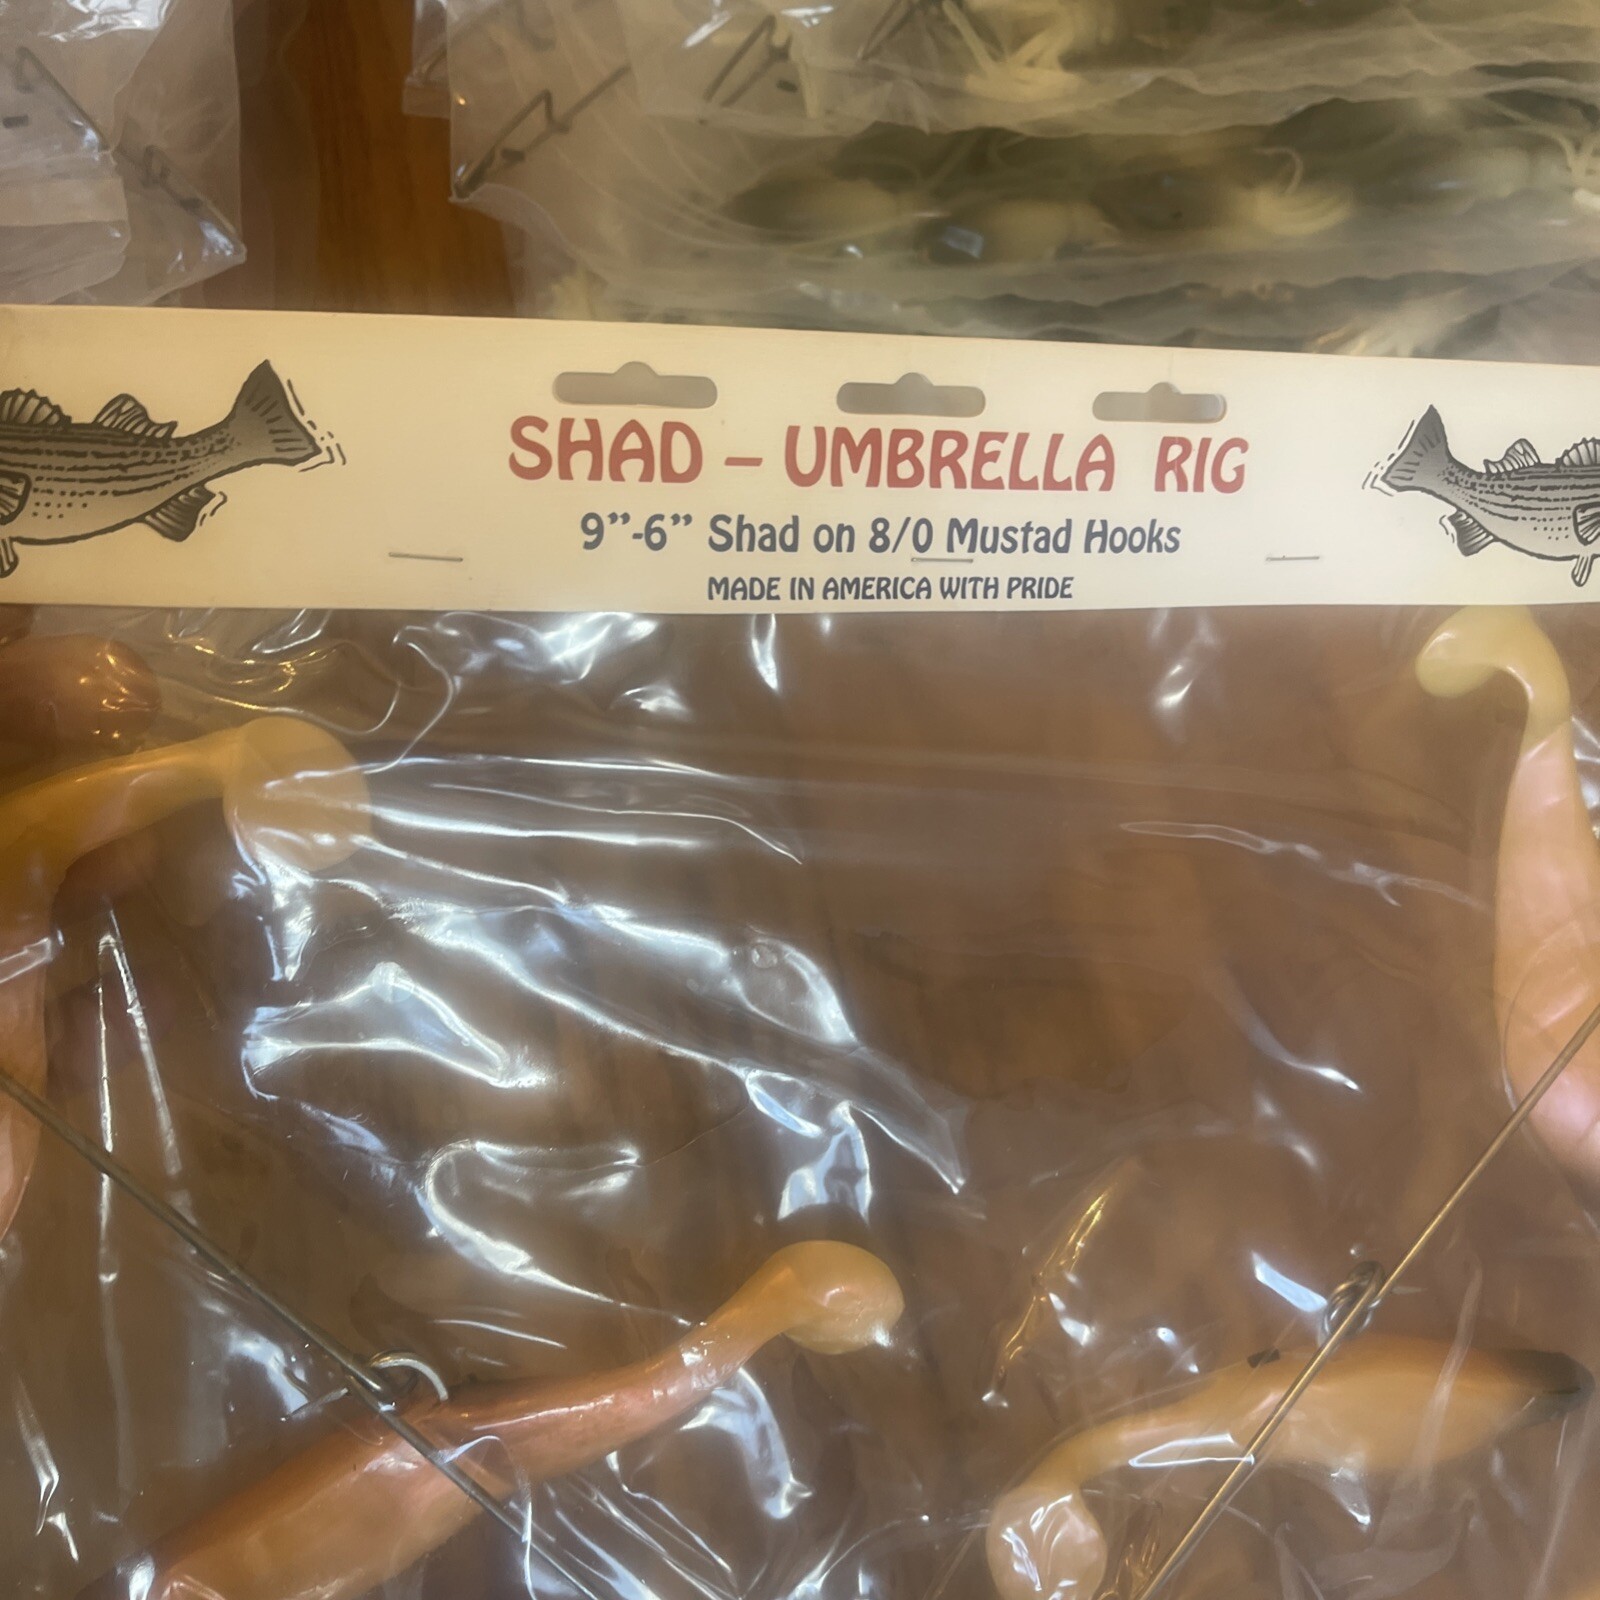 SHAD – UMBRELLA RIG
9”-6” Shad on 8/0 Mustad Hooks
MADE IN AMERICA WITH PRIDE